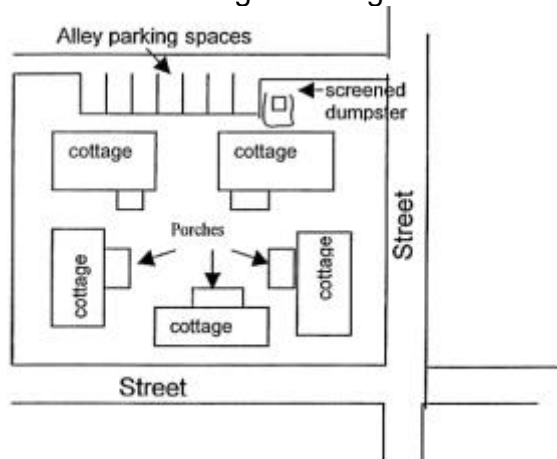 Alley parking spaces
screened
dumpster
cottage
cottage
Street
Porches
cottage
cottage
cottage
Street